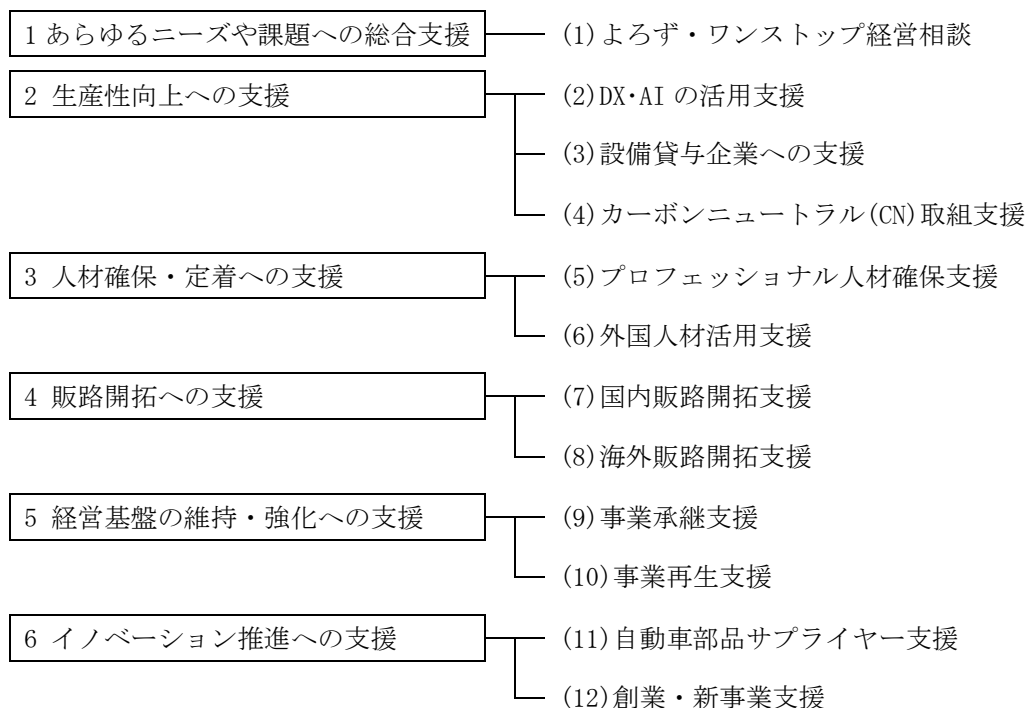 1 あらゆるニーズや課題への総合支援 (1)よろず・ワンストップ経営相談
2 生産性向上への支援 (2)DX・AIの活用支援
(3)設備貸与企業への支援
(4)カーボンニュートラル(CN)取組支援
3 人材確保・定着への支援 (5)プロフェッショナル人材確保支援
(6)外国人材活用支援
4 販路開拓への支援 (7)国内販路開拓支援
(8)海外販路開拓支援
5 経営基盤の維持・強化への支援 (9)事業承継支援
(10)事業再生支援
6 イノベーション推進への支援 (11)自動車部品サプライヤー支援
(12)創業・新事業支援